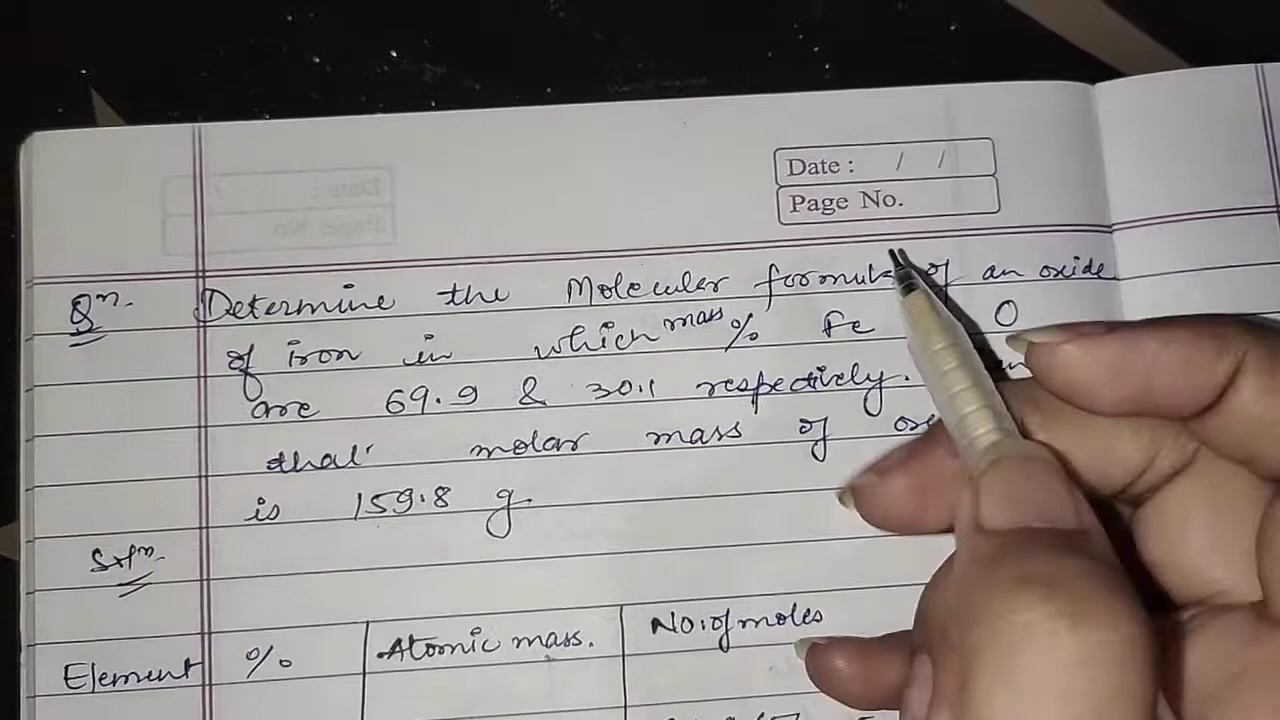 Date : / /
Page No.
Qn. Determine the Molecular formula of an oxide
of iron in which mass % Fe O
are 69.9 & 30.1 respectively.
that molar mass of
is 159.8 g.
Sol^n.
Element % Atomic mass. No. of moles